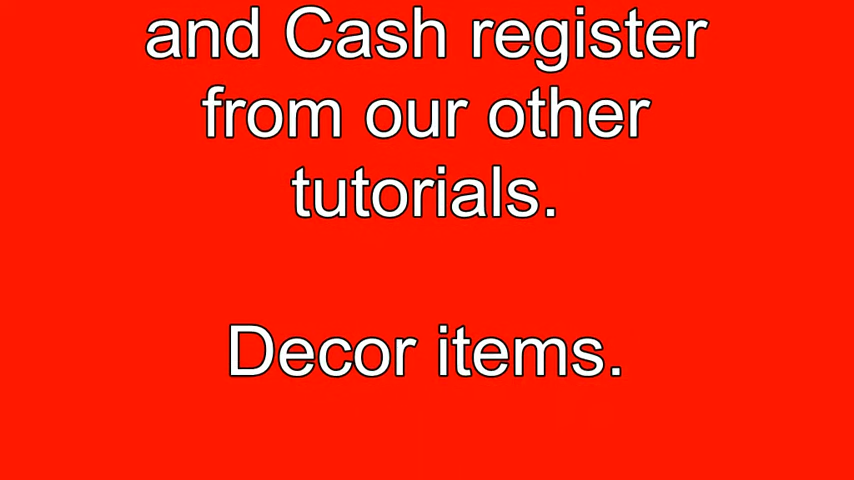 and Cash register
from our other
tutorials.
Decor items.